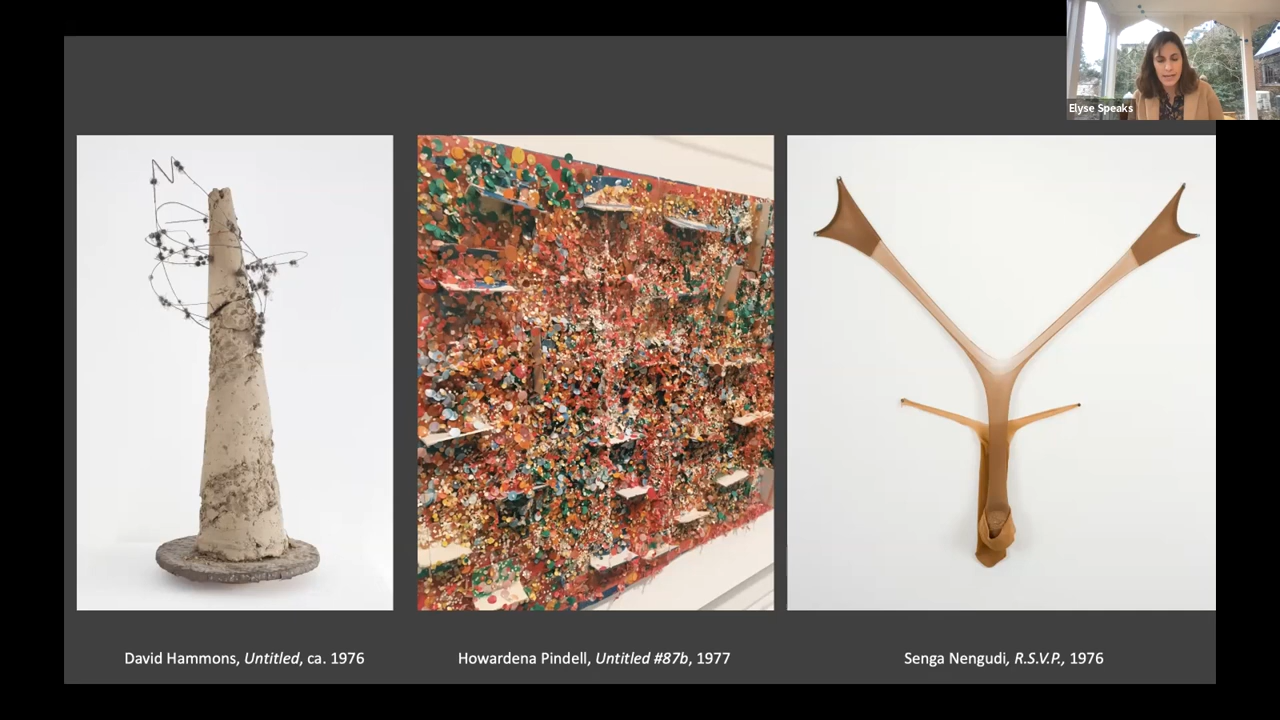 Elyse Speaks
David Hammons, Untitled, ca. 1976
Howardena Pindell, Untitled #87b, 1977
Senga Nengudi, R.S.V.P., 1976